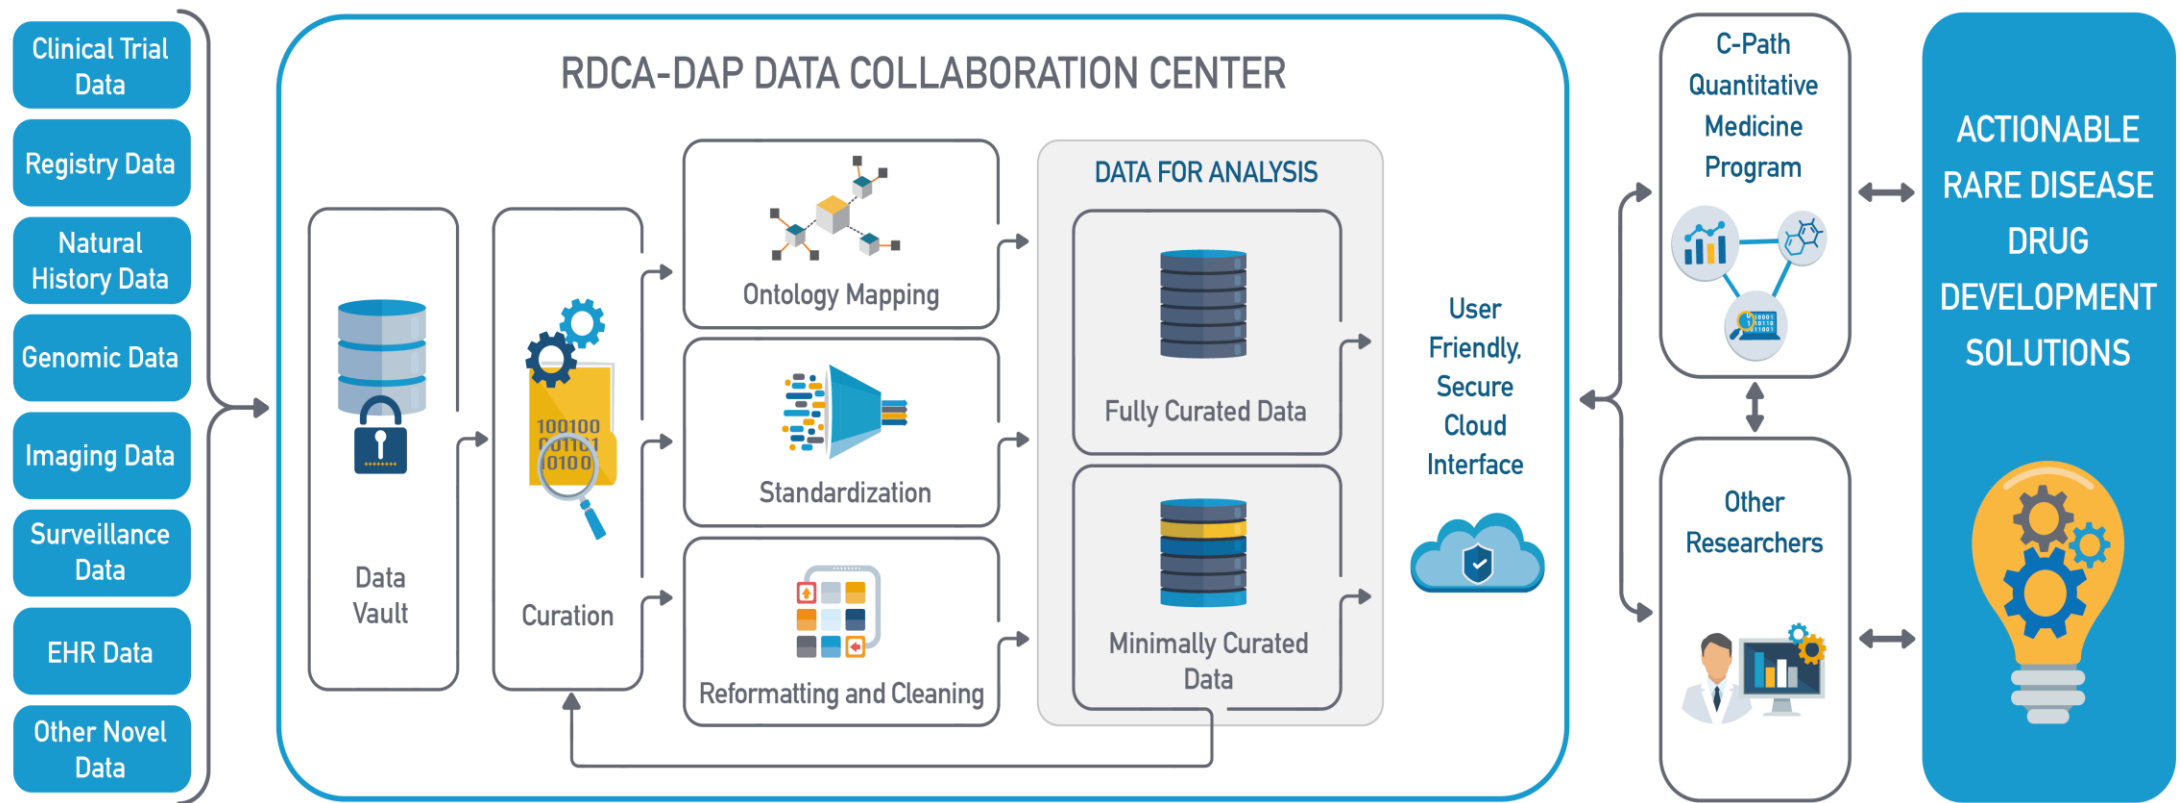 Clinical Trial
Data
Registry Data
Natural
History Data
Genomic Data
Imaging Data
Surveillance
Data
EHR Data
Other Novel
Data
RDCA-DAP DATA COLLABORATION CENTER
Data
Vault
100100
001101
10100
Curation
Ontology Mapping
Standardization
Reformatting and Cleaning
DATA FOR ANALYSIS
Fully Curated Data
Minimally Curated
Data
User
Friendly,
Secure
Cloud
Interface
C-Path
Quantitative
Medicine
Program
Other
Researchers
ACTIONABLE
RARE DISEASE
DRUG
DEVELOPMENT
SOLUTIONS